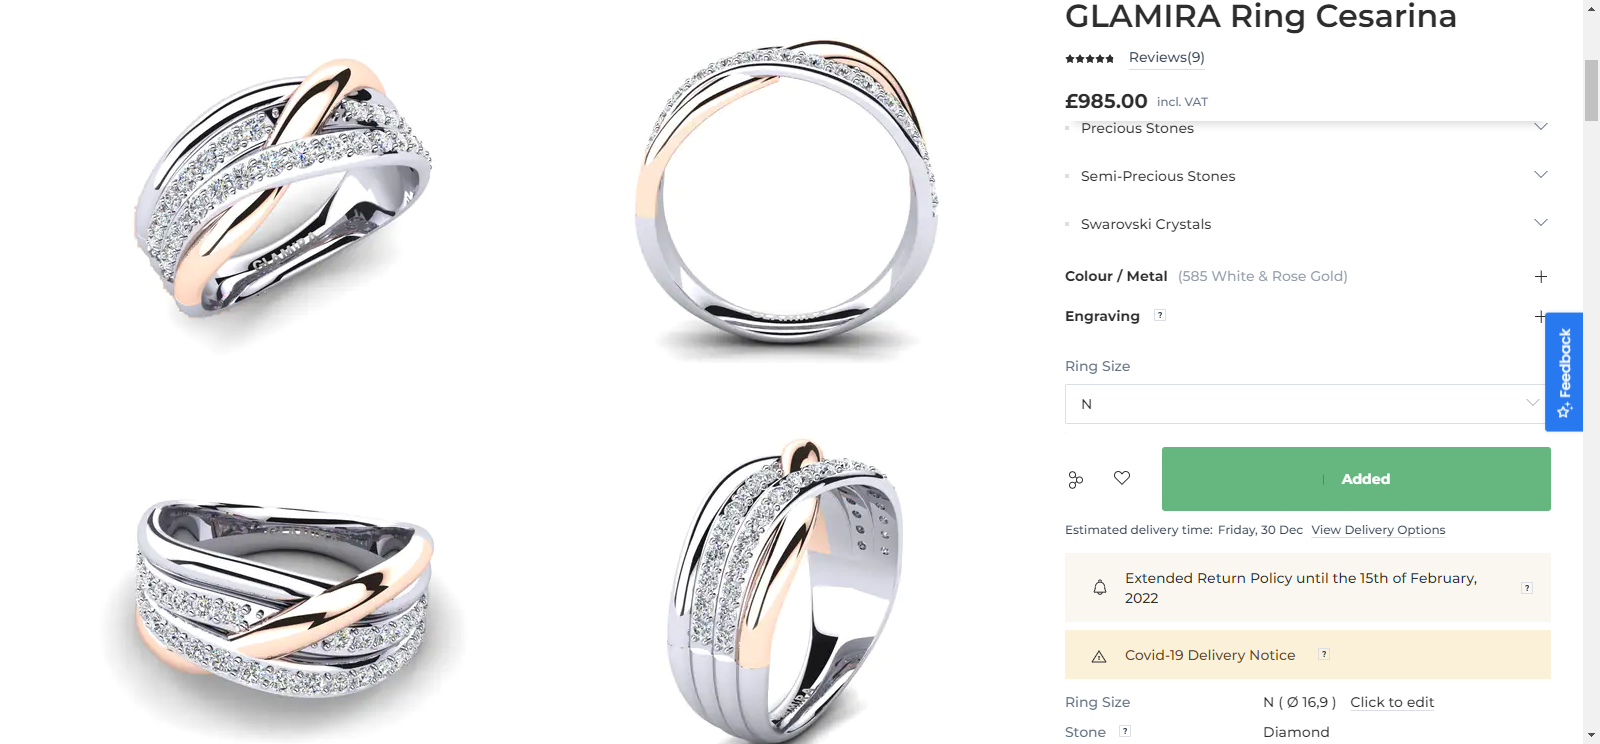 GLAMIRA Ring Cesarina
Reviews(9)
£985.00 incl. VAT
Precious Stones
Semi-Precious Stones
Swarovski Crystals
Colour / Metal (585 White & Rose Gold)
Engraving ?
Feedback
Ring Size
N
Added
Estimated delivery time: Friday, 30 Dec View Delivery Options
Extended Return Policy until the 15th of February,
2022
?
Covid-19 Delivery Notice ?
Ring Size N ( Ø 16,9 ) Click to edit
Stone ? Diamond
N
GLAMIRA
GLAMIRA
GLAMIRA